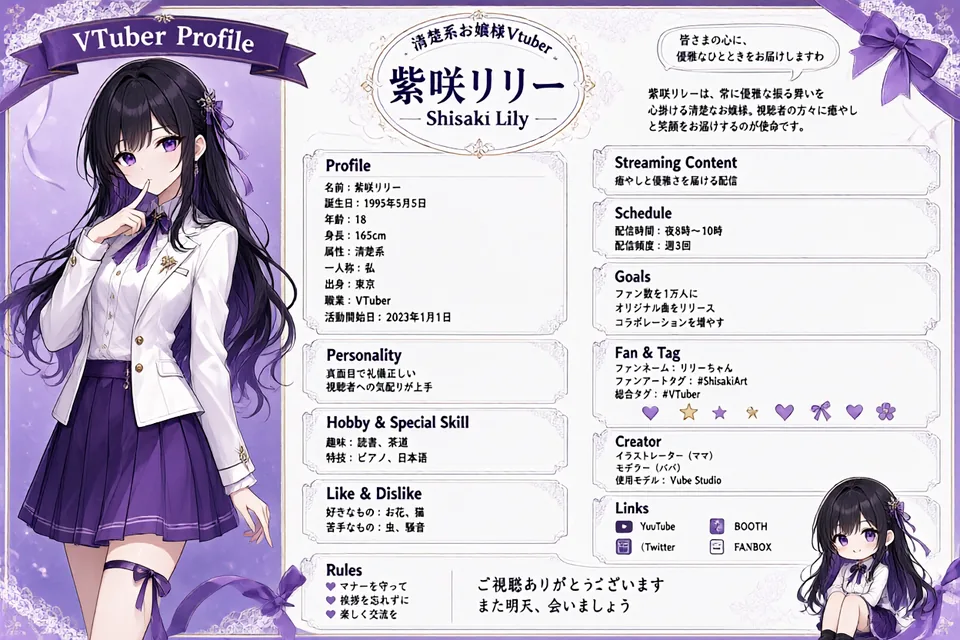 VTuber Profile
清楚系お嬢様Vtuber
紫咲リリー
Shisaki Lily
皆さまの心に、
優雅なひとときをお届けしますわ
紫咲リレーは、常に優雅な振る舞いを
心掛ける清楚なお嬢様。視聴者の方々に癒やし
と笑顔をお届けするのが使命です。
Profile
名前：紫咲リリー
誕生日：1995年5月5日
年齢：18
身長：165cm
属性：清楚系
一人称：私
出身：東京
職業：VTuber
活動開始日：2023年1月1日
Personality
真面目で礼儀正しい
視聴者への気配りが上手
Hobby & Special Skill
趣味：読書、茶道
特技：ピアノ、日本語
Like & Dislike
好きなもの：お花、猫
苦手なもの：虫、騒音
Rules
マナーを守って
挨拶を忘れずに
楽しく交流を
Streaming Content
癒やしと優雅さを届ける配信
Schedule
配信時間：夜8時～10時
配信頻度：週3回
Goals
ファン数を1万人に
オリジナル曲をリリース
コラボレーションを増やす
Fan & Tag
ファンネーム：リリーちゃん
ファンアートタグ：#ShisakiArt
総合タグ：#VTuber
Creator
イラストレーター（ママ）
モデラー（パパ）
使用モデル：Vube Studio
Links
YuuTube
BOOTH
(Twitter
FANBOX
ご視聴ありがとうございます
また明天、会いましょう